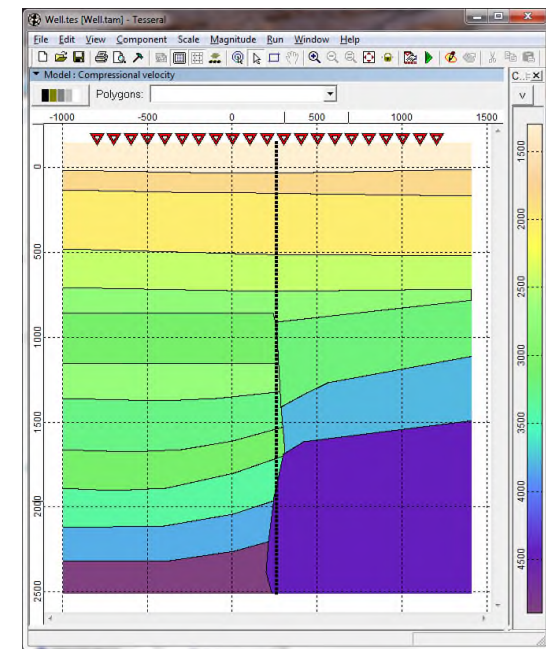 Well.tes [Well.tam] - Tesseral
File Edit View Component Scale Magnitude Run Window Help
Model : Compressional velocity
C..
Polygons:
v
-1000 -500 0 500 1000 1500
0
500
1000
1500
2000
2500
1500
2000
2500
3000
3500
4000
4500